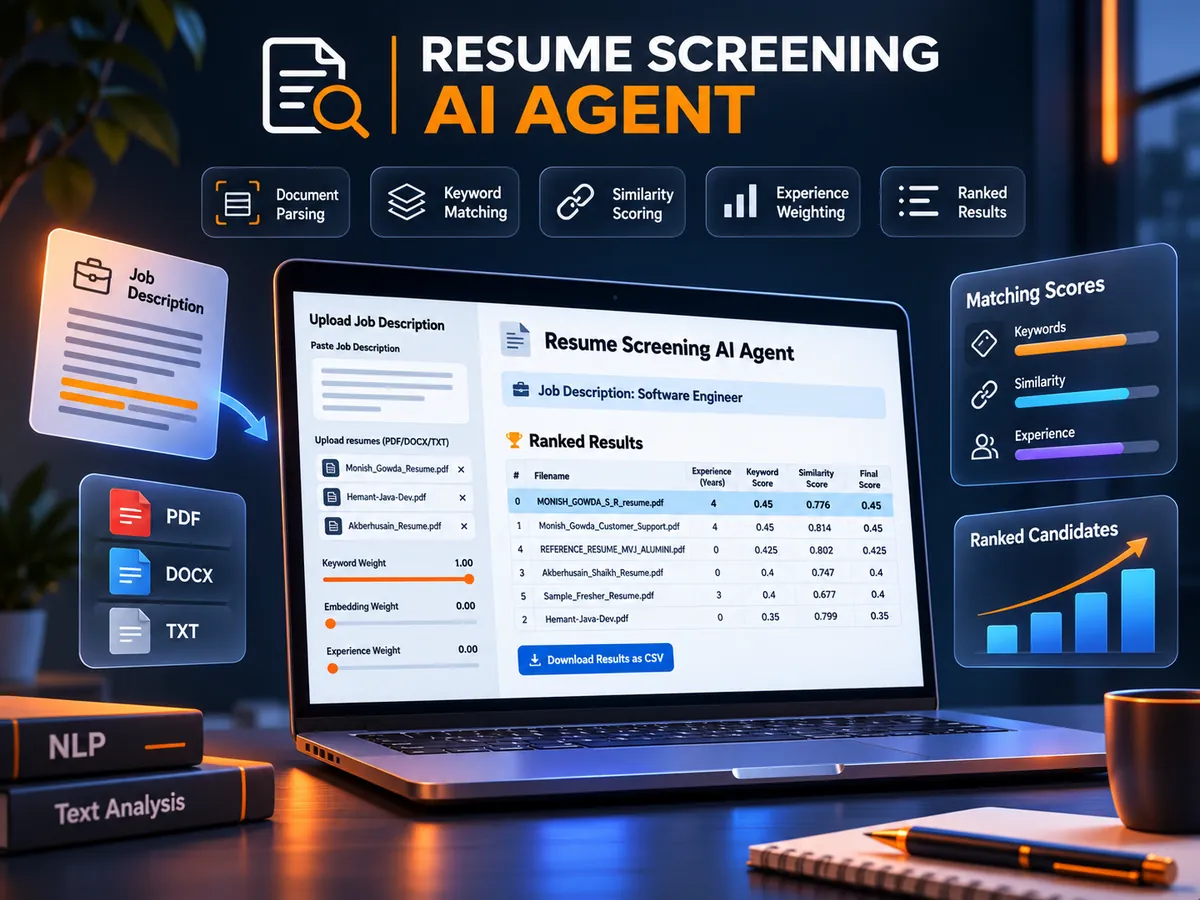 RESUME SCREENING
AI AGENT
Document
Parsing
Keyword
Matching
Similarity
Scoring
Experience
Weighting
Ranked
Results
Job
Description
PDF
DOCX
TXT
Upload Job Description
Paste Job Description
Upload resumes (PDF/DOCX/TXT)
Monish_Gowda_Resume.pdf ×
Hemant-Java-Dev.pdf ×
Akberhusain_Resume.pdf ×
Keyword Weight 1.00
Embedding Weight 0.00
Experience Weight 0.00
Resume Screening AI Agent
Job Description: Software Engineer
Ranked Results
# Filename Experience (Years) Keyword Score Similarity Score Final Score
0 MONISH_GOWDA_S_R_resume.pdf 4 0.45 0.776 0.45
1 Monish_Gowda_Customer_Support.pdf 4 0.45 0.814 0.45
4 REFERENCE_RESUME_MVJ_ALUMINI.pdf 0 0.425 0.802 0.425
3 Akberhusain_Shaikh_Resume.pdf 0 0.4 0.747 0.4
5 Sample_Fresher_Resume.pdf 3 0.4 0.677 0.4
2 Hemant-Java-Dev.pdf 0 0.35 0.799 0.35
Download Results as CSV
Matching Scores
Keywords
Similarity
Experience
Ranked Candidates
NLP
Text Analysis